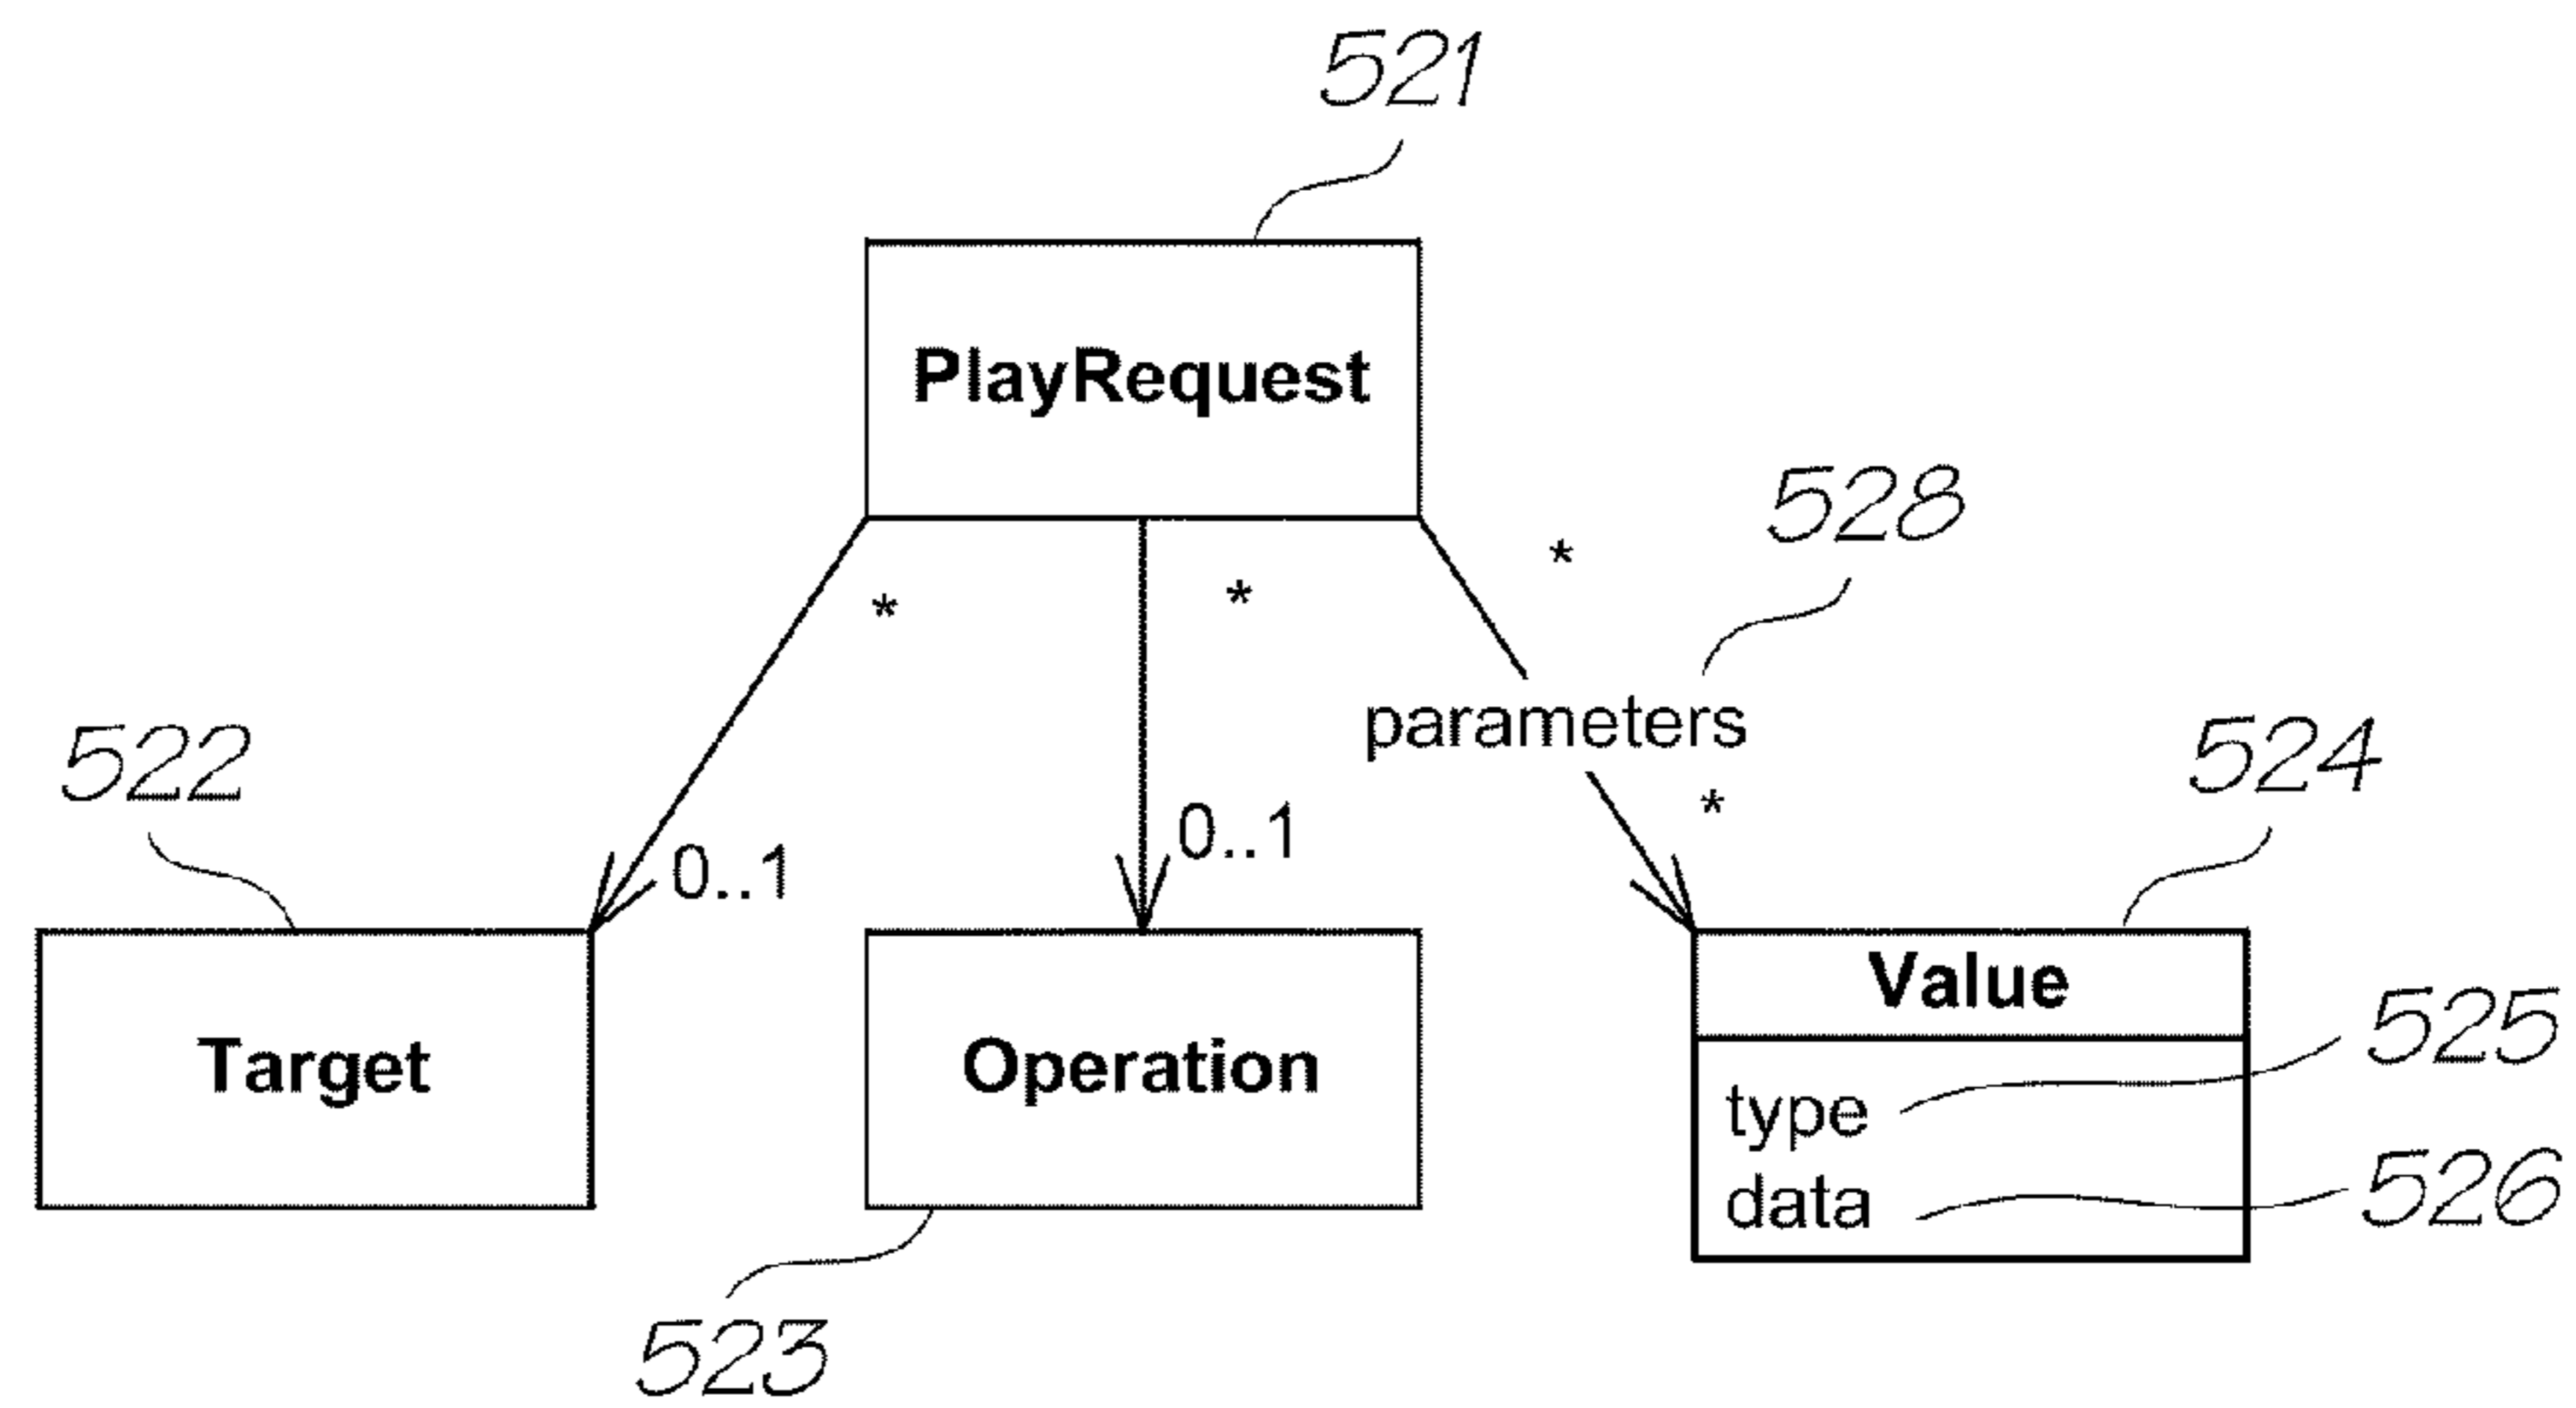 521
PlayRequest
528
*
* *
parameters
522
524
*
0..1
0..1
Value
525
Target
Operation
type
data
526
523